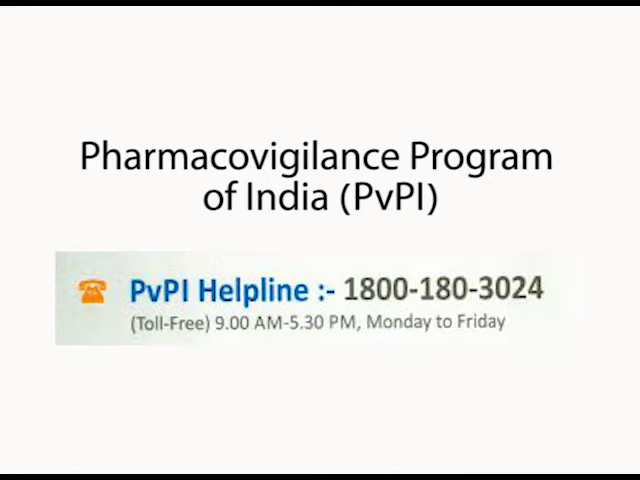 Pharmacovigilance Program
of India (PvPI)
PvPI Helpline :- 1800-180-3024
(Toll-Free) 9.00 AM-5.30 PM, Monday to Friday